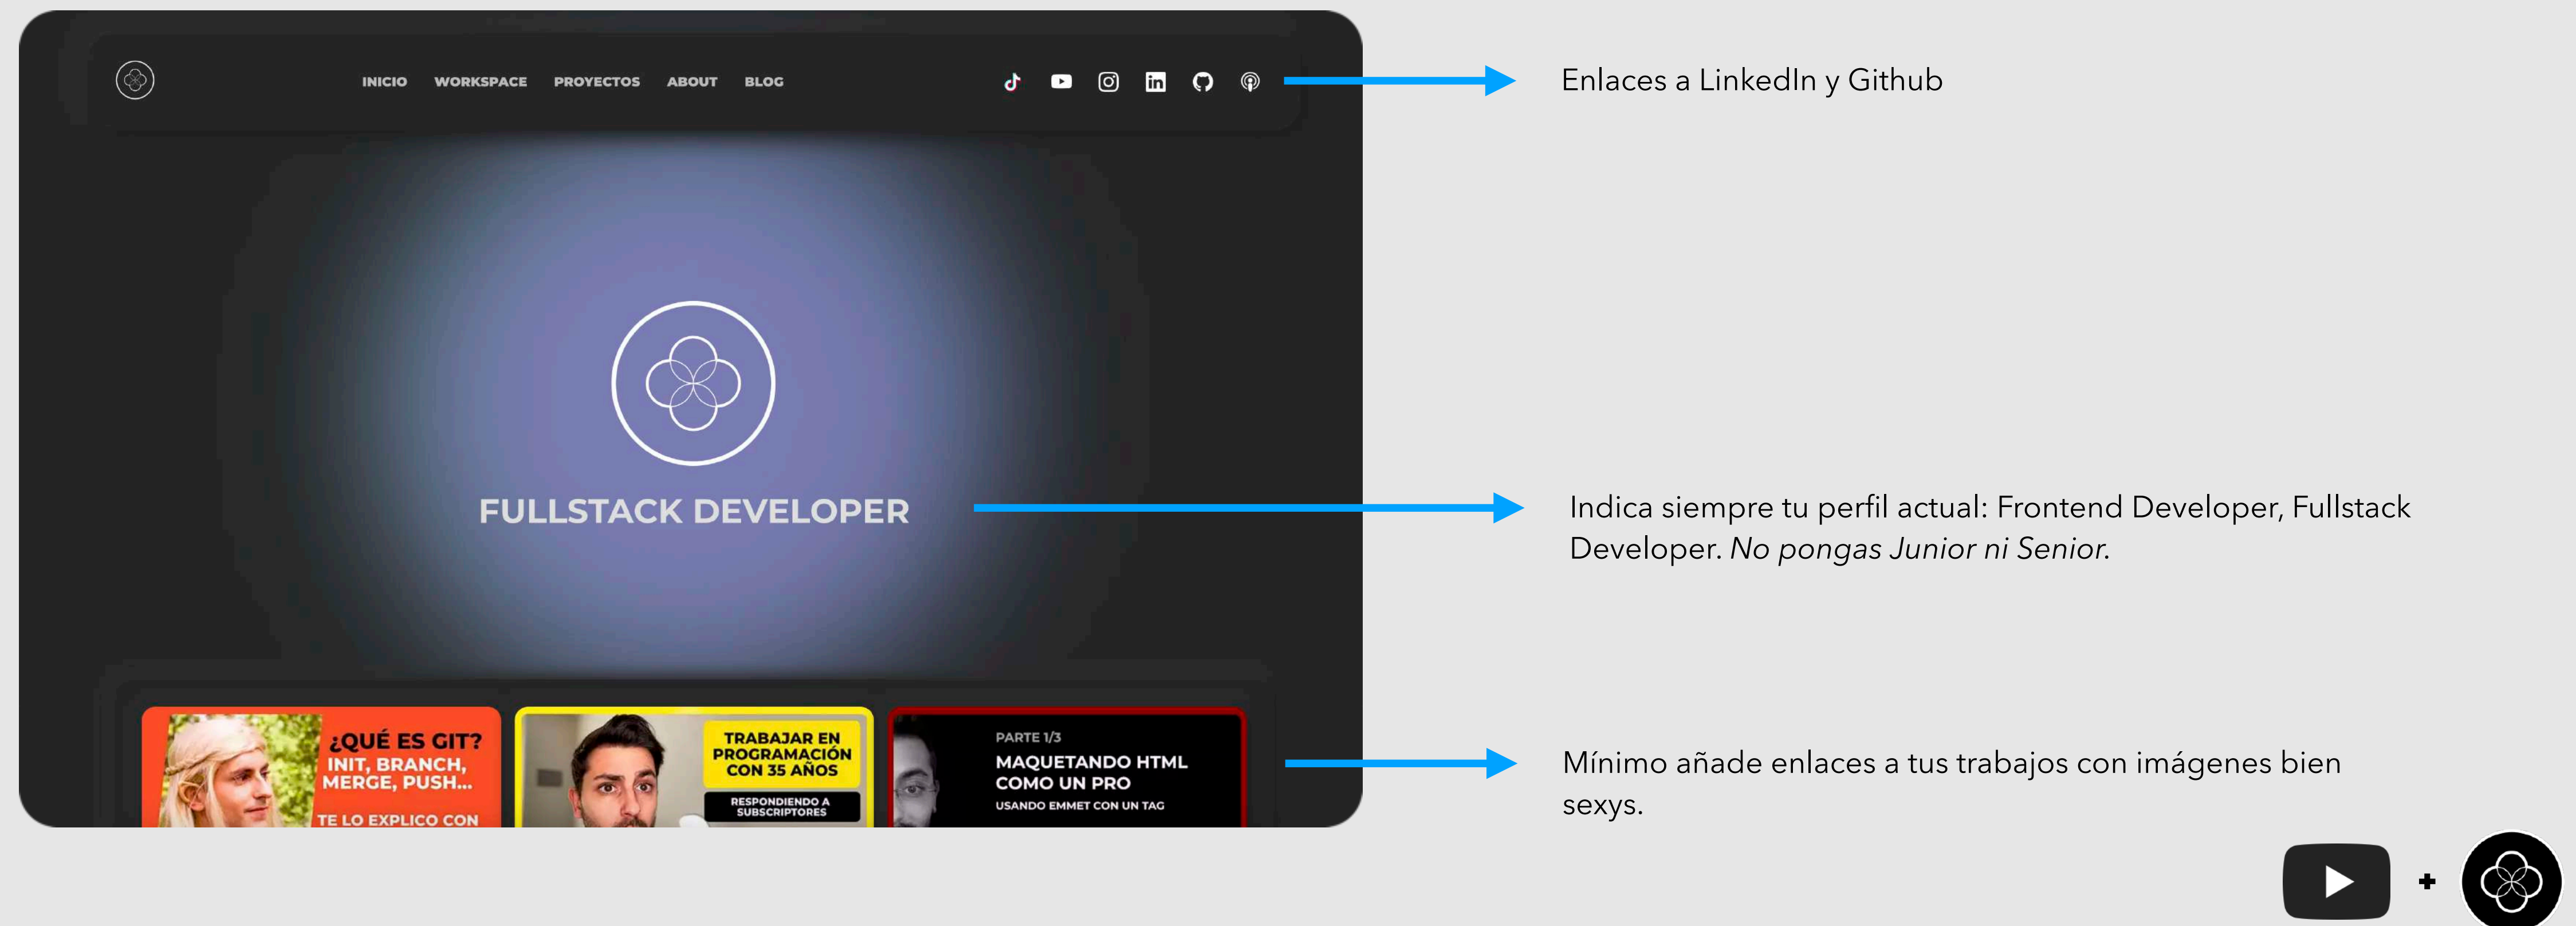 INICIO WORKSPACE PROYECTOS ABOUT BLOG
Enlaces a LinkedIn y Github
FULLSTACK DEVELOPER
Indica siempre tu perfil actual: Frontend Developer, Fullstack
Developer. No pongas Junior ni Senior.
¿QUÉ ES GIT?
INIT, BRANCH,
MERGE, PUSH...
TE LO EXPLICO CON
TRABAJAR EN
PROGRAMACIÓN
CON 35 AÑOS
RESPONDIENDO A
SUBSCRIPTORES
PARTE 1/3
MAQUETANDO HTML
COMO UN PRO
USANDO EMMET CON UN TAG
Mínimo añade enlaces a tus trabajos con imágenes bien
sexys.
+